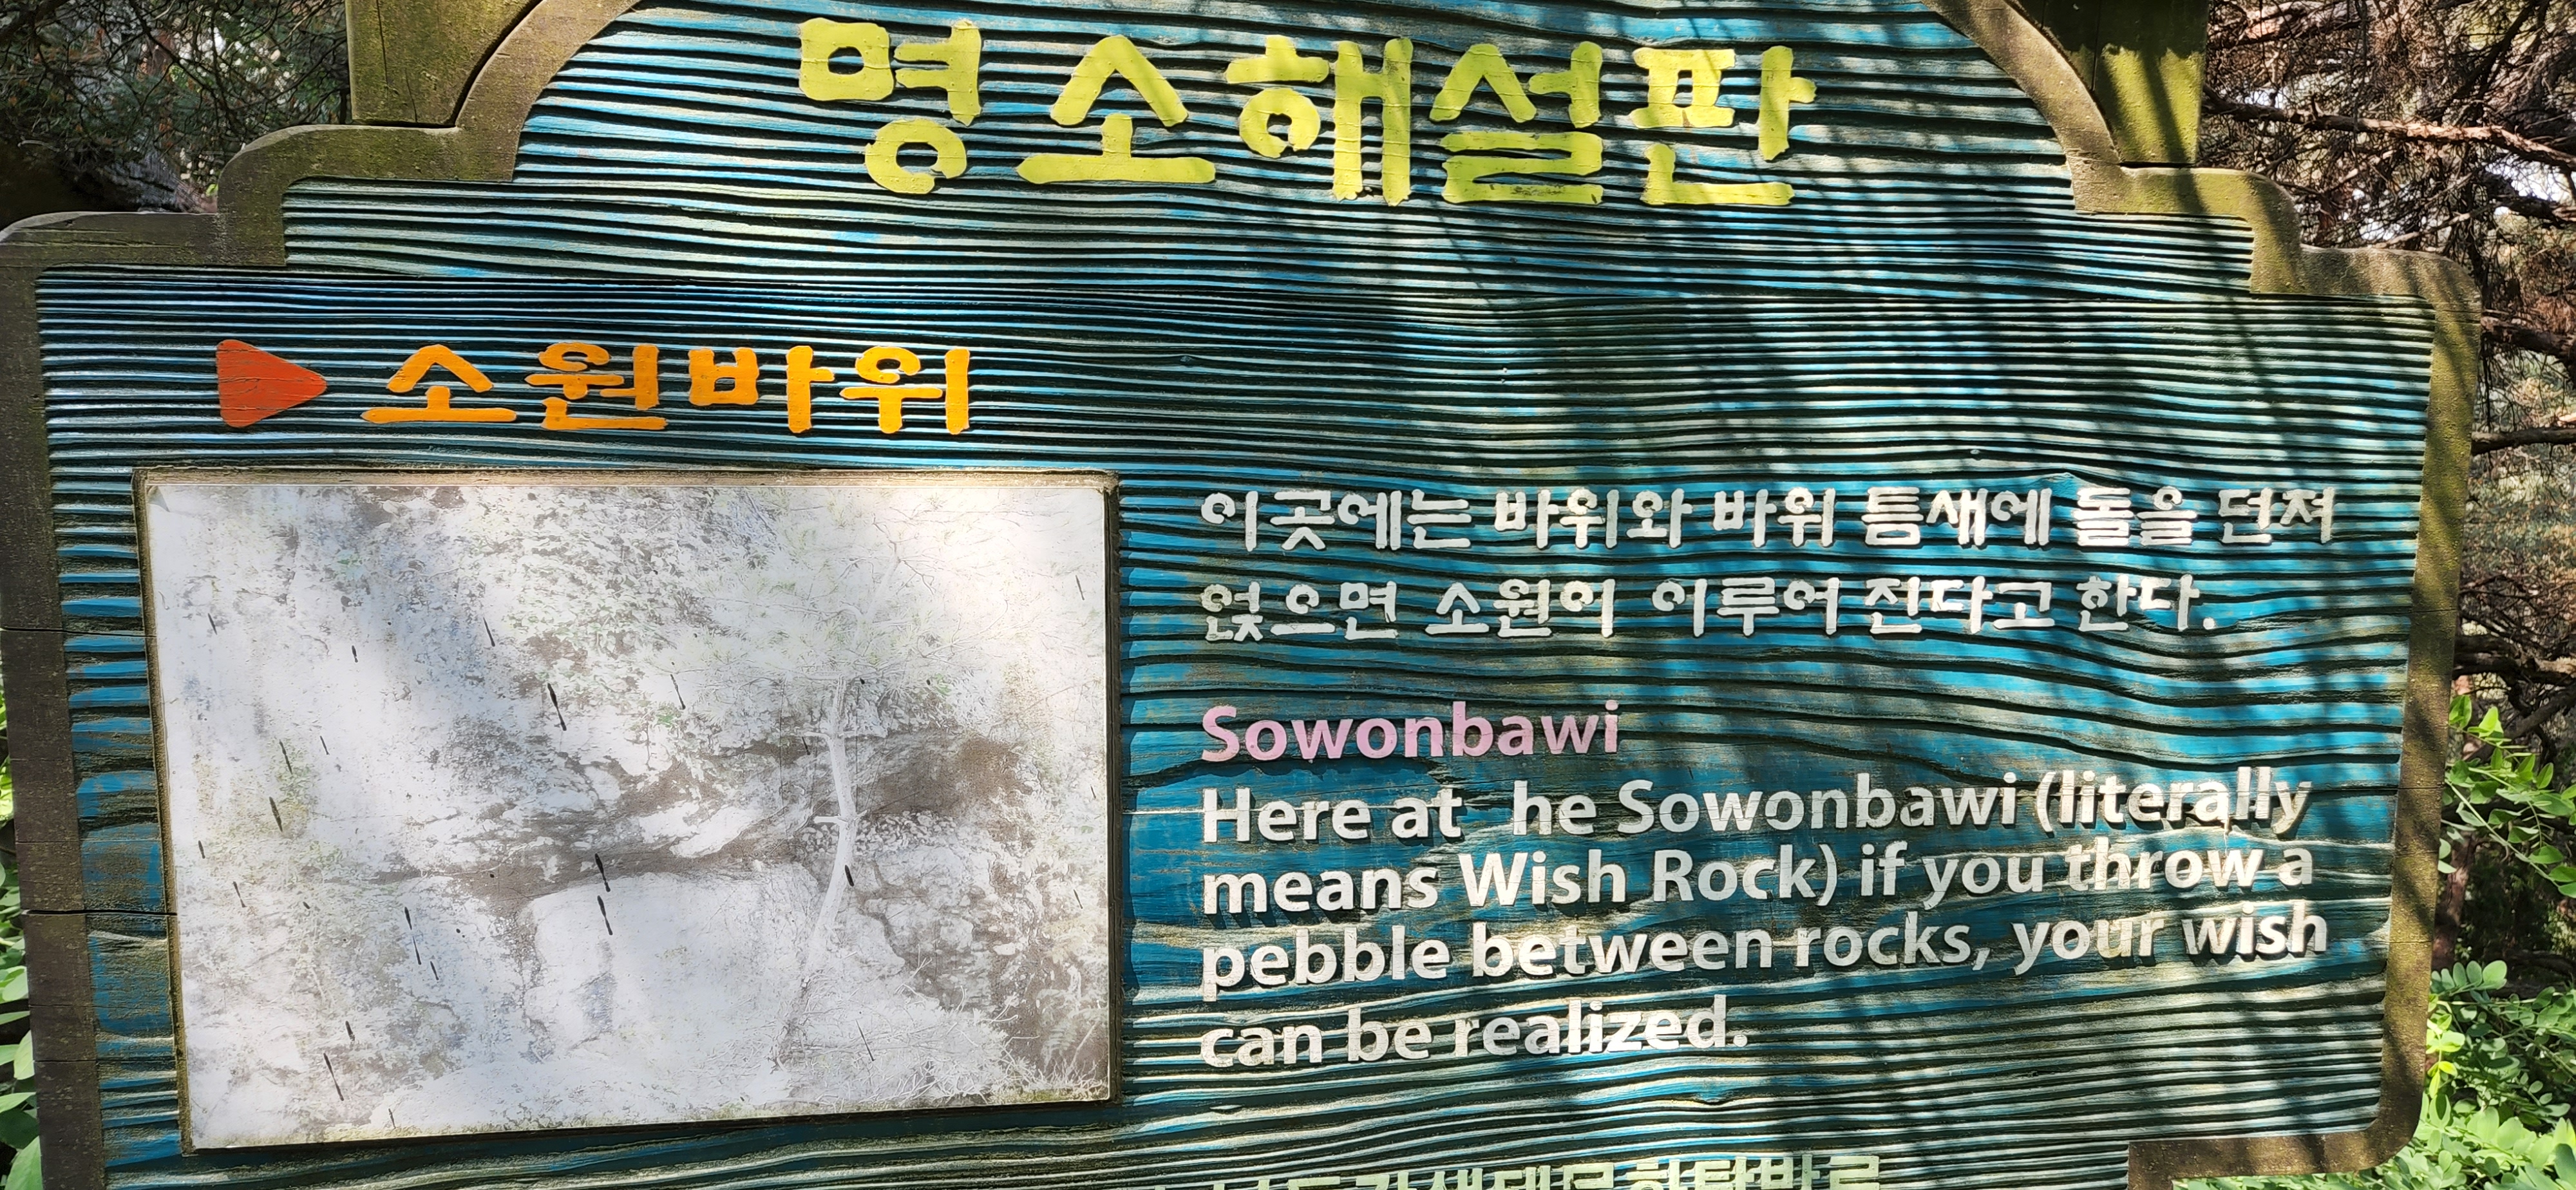 명소해설판
소원바위
이곳에는 바위와 바위 틈새에 돌을 던져
얹으면 소원이 이루어 진다고 한다.
Sowonbawi
Here at he Sowonbawi (literally
means Wish Rock) if you throw a
pebble between rocks, your wish
can be realized.